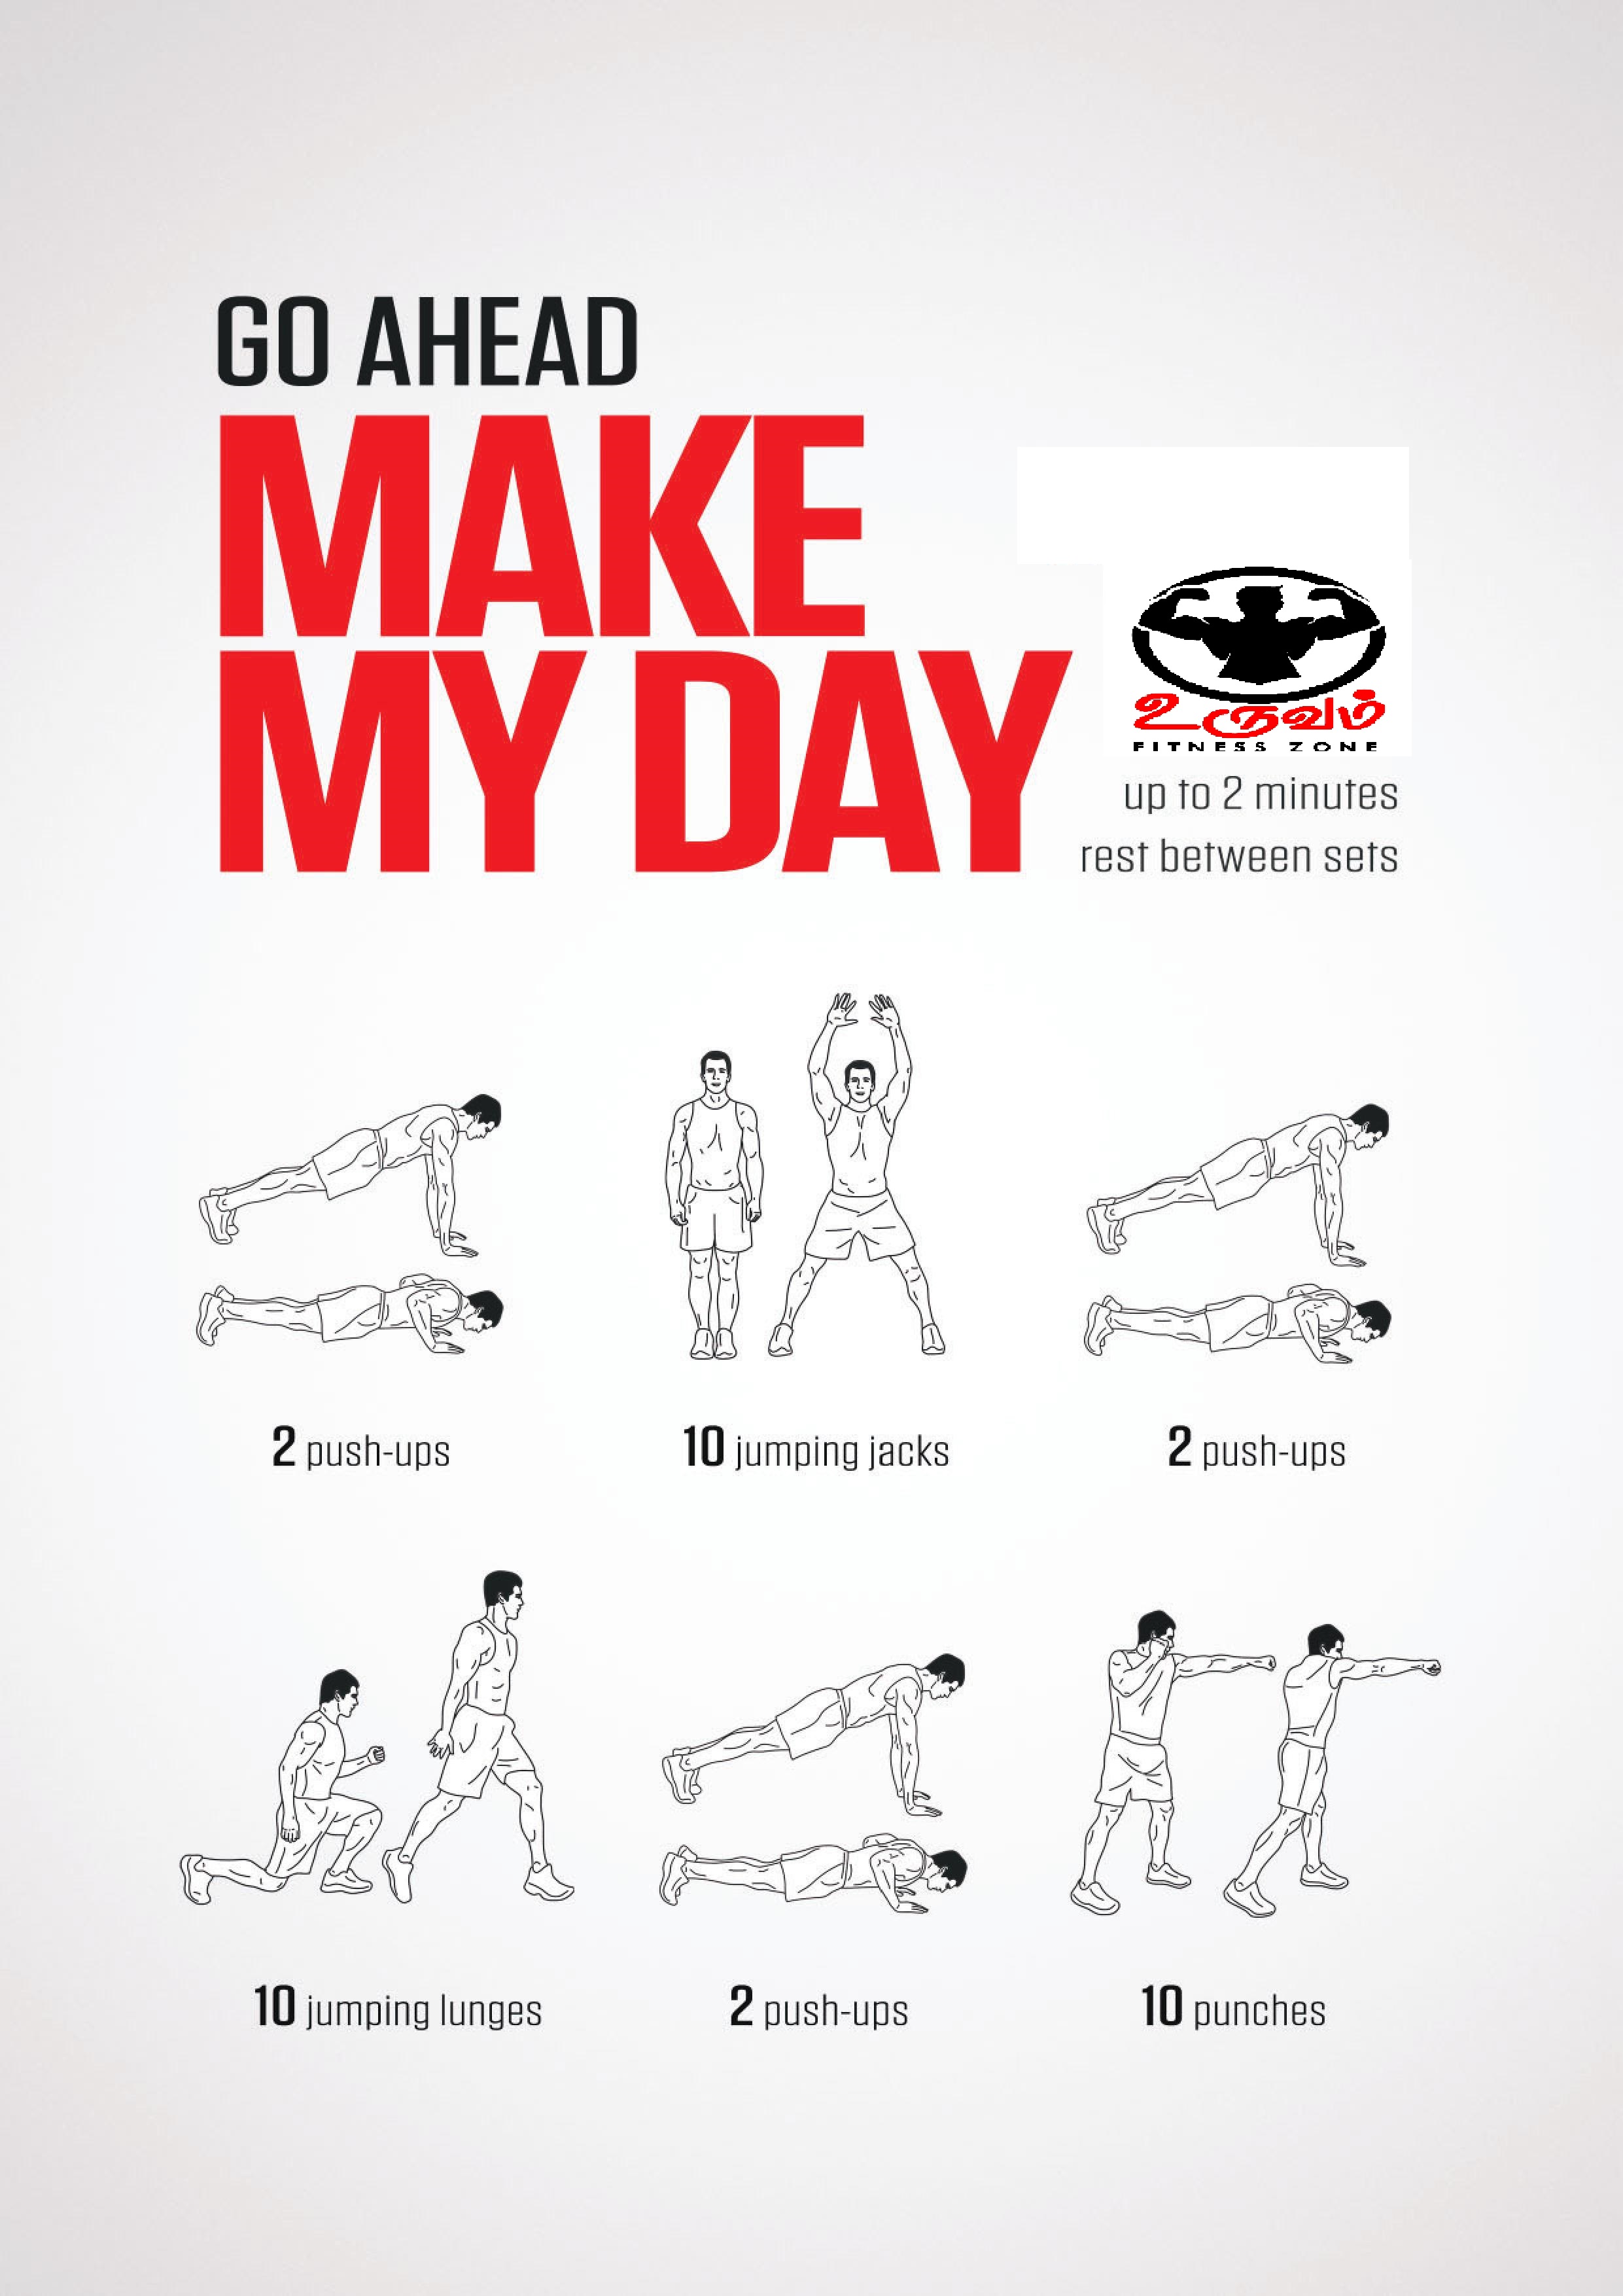 GO AHEAD
MAKE
MY DAY
உருவம்
FITNESS ZONE
up to 2 minutes
rest between sets
2 push-ups
10 jumping jacks
2 push-ups
10 jumping lunges
2 push-ups
10 punches